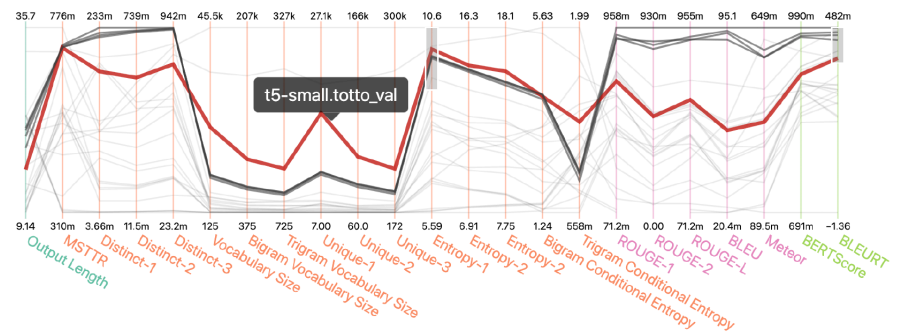 35.7 776m 233m 739m 942m 45.5k 207k 327k 27.1k 166k 300k 10.6 16.3 18.1 5.63 1.99 958m 930m 955m 95.1 649m 990m 482m
t5-small.totto_val
9.14 310m 3.66m 11.5m 23.2m 125 375 725 7.00 60.0 172 5.59 6.91 7.75 1.24 558m 71.2m 0.00 71.2m 20.4m 89.5m 691m -1.36
Output Length
MSTTR
Distinct-1
Distinct-2
Distinct-3
Vocabulary Size
Bigram Vocabulary Size
Trigram Vocabulary Size
Unique-1
Unique-2
Unique-3
Entropy-1
Entropy-2
Entropy-2
Bigram Conditional Entropy
Trigram Conditional Entropy
ROUGE-1
ROUGE-2
ROUGE-L
BLEU
Meteor
BERTScore
BLEURT